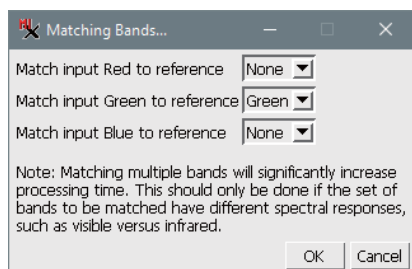 Matching Bands...
Match input Red to reference None
Match input Green to reference Green
Match input Blue to reference None
Note: Matching multiple bands will significantly increase
processing time. This should only be done if the set of
bands to be matched have different spectral responses,
such as visible versus infrared.
OK Cancel